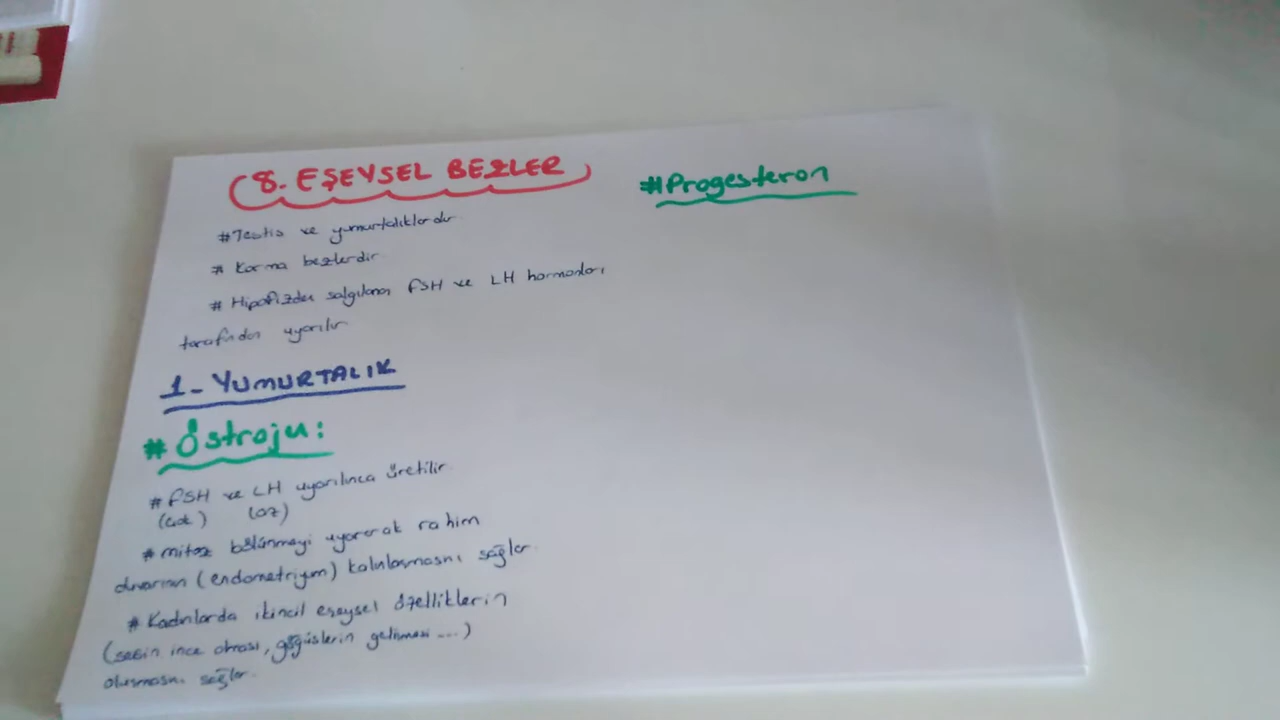 8. EŞEYSEL BEZLER
#Testis ve yumurtalıklardır
# Karma bezlerdir
# Hipofizden salgılanan FSH ve LH hormonları
tarafından uyarılır
1- YUMURTALIK
# Östrojen:
# FSH ve LH uyarılınca üretilir
(çok) (az)
# mitoz bölünmeyi uyararak rahim
duvarının (endometriyum) kalınlaşmasını sağlar
# Kadınlarda ikincil eşeysel özelliklerin
(sesin ince olması, göğüslerin gelişmesi ...)
oluşmasını sağlar.
#Progesteron